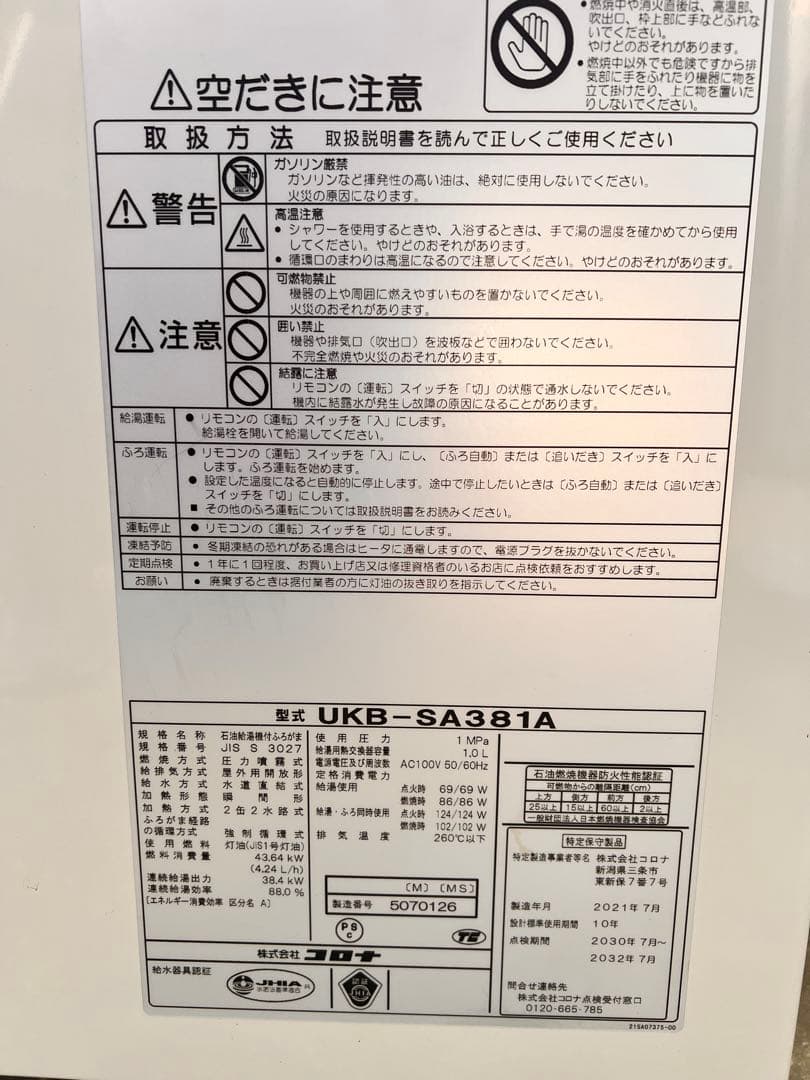 ● 燃焼中や消火直後は、高温部、
吹出口、枠上部に手などふれな
いでください。
やけどのおそれがあります。
● 燃焼中以外でも危険ですから排
気部に手をふれたり機器に物を
立て掛けたり、上に物を置いた
りしないでください。
⚠空だきに注意
取扱方法 取扱説明書を読んで正しくご使用ください
⚠警告
ガソリン厳禁
ガソリンなど揮発性の高い油は、絶対に使用しないでください。
火災の原因になります。
高温注意
● シャワーを使用するときや、入浴するときは、手で湯の温度を確かめてから使用
してください。やけどのおそれがあります。
● 循環口のまわりは高温になるので注意してください。やけどのおそれがあります。
⚠注意
可燃物禁止
機器の上や周囲に燃えやすいものを置かないでください。
火災のおそれがあります。
囲い禁止
機器や排気口（吹出口）を波板などで囲わないでください。
不完全燃焼や火災のおそれがあります。
結露に注意
リモコンの〔運転〕スイッチを「切」の状態で通水しないでください。
機内に結露水が発生し故障の原因になることがあります。
給湯運転 ● リモコンの〔運転〕スイッチを「入」にします。
給湯栓を開いて給湯してください。
ふろ運転 ● リモコンの〔運転〕スイッチを「入」にし、〔ふろ自動〕または〔追いだき〕スイッチを「入」に
します。ふろ運転を始めます。
● 設定した温度になると自動的に停止します。途中で停止したいときは〔ふろ自動〕または〔追いだき〕
スイッチを「切」にします。
■ その他のふろ運転については取扱説明書をお読みください。
運転停止 ● リモコンの〔運転〕スイッチを「切」にします。
凍結予防 ● 冬期凍結の恐れがある場合はヒータに通電しますので、電源プラグを抜かないでください。
定期点検 ● 1年に1回程度、お買い上げ店又は修理資格者のいるお店に点検依頼をおすすめします。
お願い ● 廃棄するときは据付業者の方に灯油の抜き取りを指示してください。
型式 UKB-SA381A
規格名称 石油給湯機付ふろがま
規格番号 JIS S 3027
燃焼方式 圧力噴霧式
給排気方式 屋外用開放形
給水方式 水道直結式
加熱形態 瞬間形
加熱方式 2缶2水路式
ふろがま経路
の循環方式 強制循環式
使用燃料 灯油(JIS1号灯油)
燃料消費量 43.64 kW
(4.24 L/h)
連続給湯出力 38.4 kW
連続給湯効率 88.0 %
[エネルギー消費効率 区分名 A]
使用圧力 1 MPa
給湯用熱交換器容量 1.0 L
電源電圧及び周波数 AC100V 50/60Hz
定格消費電力
給湯使用 点火時 69/69 W
燃焼時 86/86 W
給湯・ふろ同時使用 点火時 124/124 W
燃焼時 102/102 W
排気温度 260℃以下
〔M〕〔MS〕
製造番号 5070126
PS
C
TE
株式会社 コロナ
給水器具認証
JHIA
水道法基準適合
認証
JHIA
石油燃焼機器防火性能認証
可燃物からの離隔距離(cm)
上方 側方 前方 後方
25以上 15以上 60以上 2以上
一般財団法人日本燃焼機器検査協会
特定保守製品
特定製造事業者等名 株式会社コロナ
新潟県三条市
東新保7番7号
製造年月 2021年7月
設計標準使用期間 10年
点検期間 2030年7月～
2032年7月
問合せ連絡先
株式会社コロナ点検受付窓口
0120-665-785
21SA07375-00